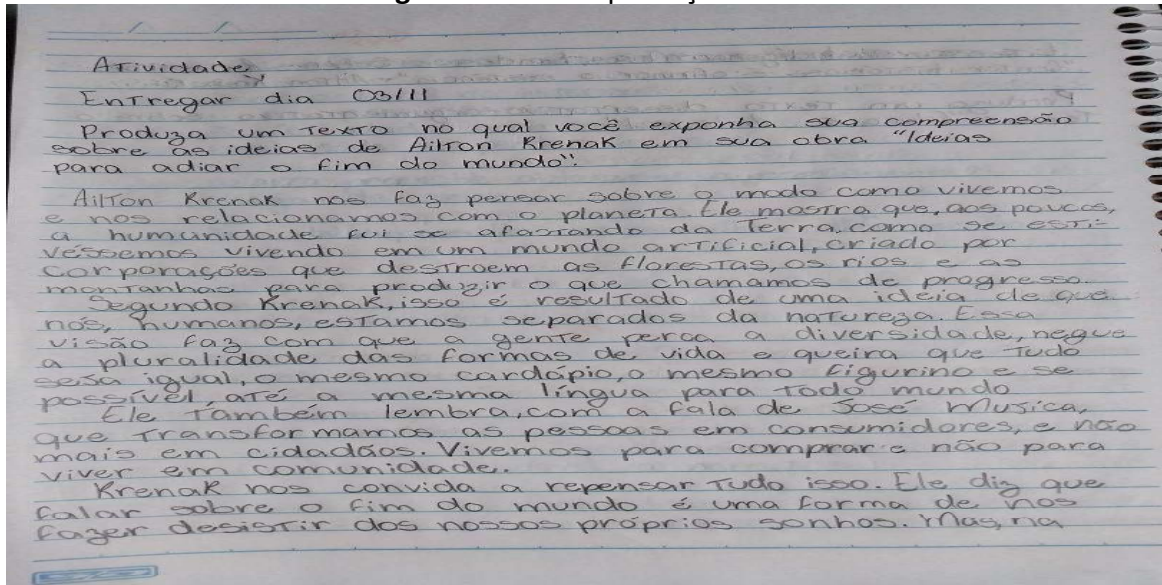 Atividade
Entregar dia 03/11
Produza um texto no qual você exponha sua compreensão
sobre as ideias de Ailton Krenak em sua obra "Ideias
para adiar o fim do mundo".
Ailton Krenak nos faz pensar sobre o modo como vivemos
e nos relacionamos com o planeta. Ele mostra que, aos poucos,
a humanidade foi se afastando da Terra, como se esti-
véssemos vivendo em um mundo artificial, criado por
corporações que destroem as florestas, os rios e as
montanhas para produzir o que chamamos de progresso.
Segundo Krenak, isso é resultado de uma ideia de que
nós, humanos, estamos separados da natureza. Essa
visão faz com que a gente perca a diversidade, negue
a pluralidade das formas de vida e queira que tudo
seja igual, o mesmo cardápio, o mesmo figurino e se
possível, até a mesma língua para todo mundo
Ele também lembra, com a fala de José Musica,
que transformamos as pessoas em consumidores, e não
mais em cidadãos. Vivemos para comprar e não para
viver em comunidade.
Krenak nos convida a repensar tudo isso. Ele diz que
falar sobre o fim do mundo é uma forma de nos
fazer desistir dos nossos próprios sonhos. Mas, na